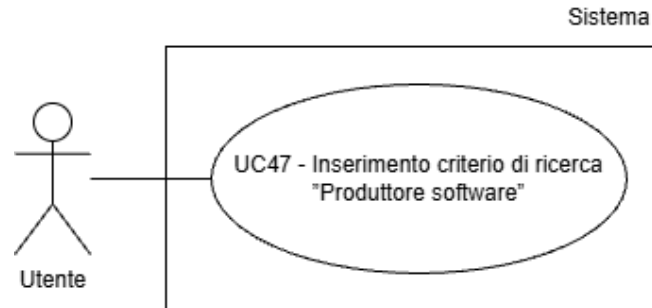 Sistema
UC47 - Inserimento criterio di ricerca
"Produttore software"
Utente